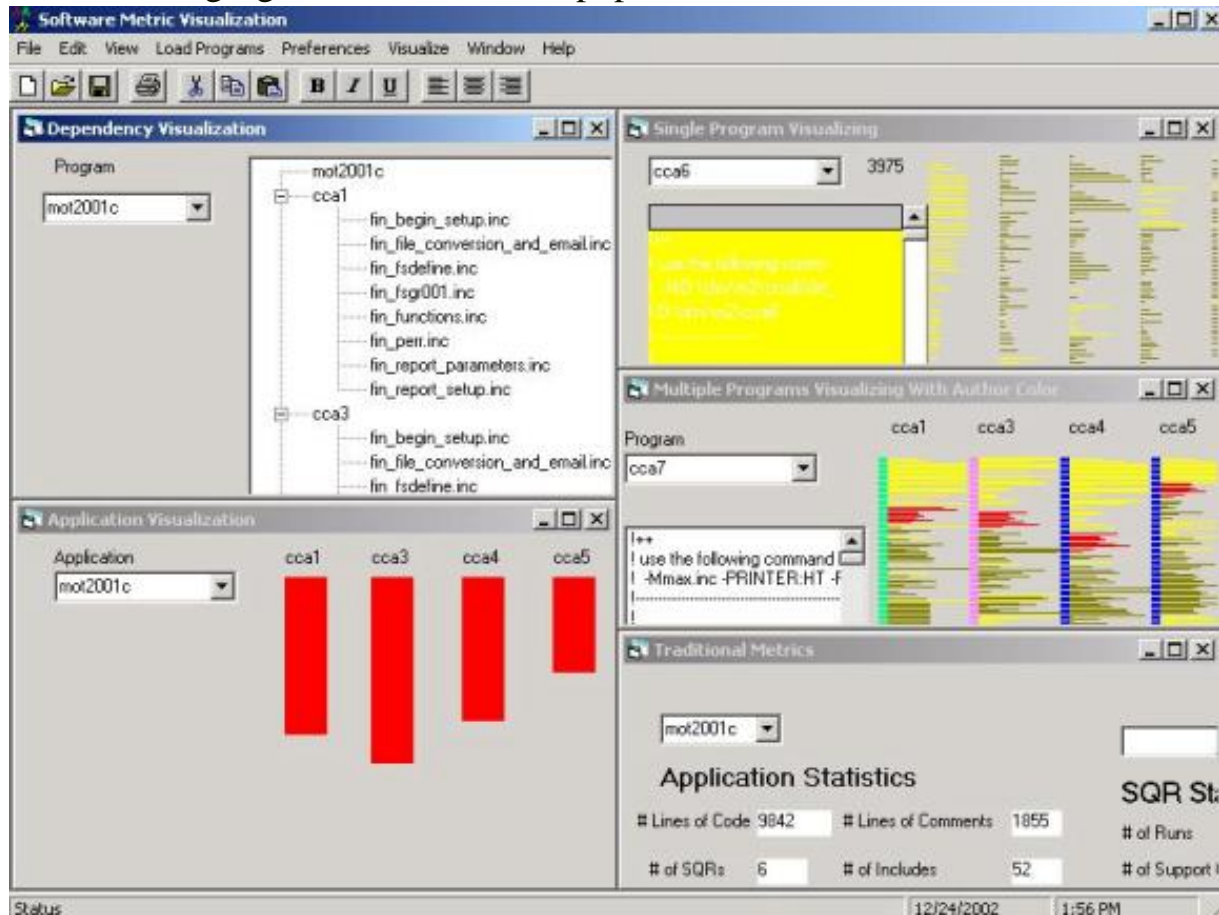 Software Metric Visualization
File Edit View Load Programs Preferences Visualize Window Help
B I U
Dependency Visualization
Program
mot2001c
mot2001c
cca1
fin_begin_setup.inc
fin_file_conversion_and_email.inc
fin_fsdefine.inc
fin_fsgr001.inc
fin_functions.inc
fin_perr.inc
fin_report_parameters.inc
fin_report_setup.inc
cca3
fin_begin_setup.inc
fin_file_conversion_and_email.inc
fin_fsdefine.inc
Single Program Visualizing
cca6 3975
! use the following
Multiple Programs Visualizing With Author Color
Program
cca7
cca1 cca3 cca4 cca5
!++
! use the following command
! -Mmax.inc -PRINTER:HT -F
!----------------------------------------
!
Application Visualization
Application
mot2001c
cca1 cca3 cca4 cca5
Traditional Metrics
mot2001c
Application Statistics
# Lines of Code 9842 # Lines of Comments 1855
# of SQRs 6 # of Includes 52
SQR Sta
# of Runs
# of Support
Status 12/24/2002 1:56 PM